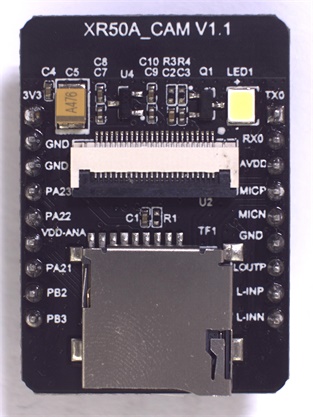 XR50A_CAM V1.1
C4 C5 C8 C7 U4 C10 C9 R3R4 C2C3 Q1 LED1
A476
3V3 TX0
GND RX0
GND AVDD
PA23 MICP
U2
PA22 C1 R1 MICN
VDD-ANA TF1 GND
PA21 LOUTP
PB2 L-INP
PB3 L-INN